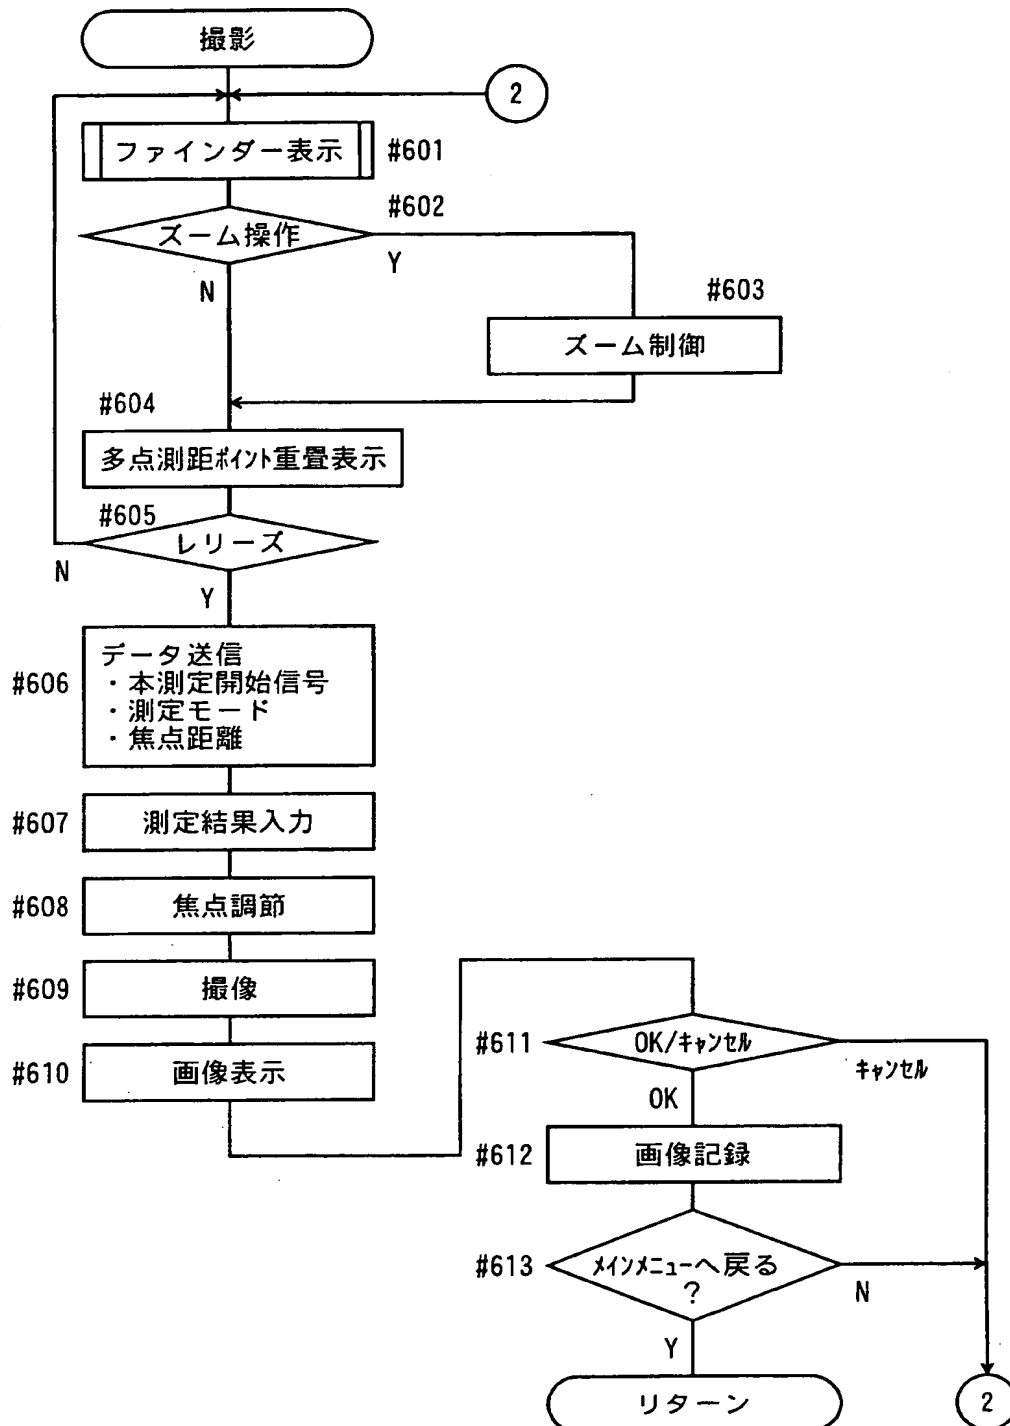 撮影
2
ファインダー表示 #601
#602
ズーム操作
Y
N
#603
ズーム制御
#604
多点測距ポイント重畳表示
#605
レリーズ
N
Y
データ送信
#606 ・本測定開始信号
・測定モード
・焦点距離
#607 測定結果入力
#608 焦点調節
#609 撮像
#610 画像表示
#611 OK/キャンセル
キャンセル
OK
#612 画像記録
#613 メインメニューへ戻る
?
N
Y
リターン
2